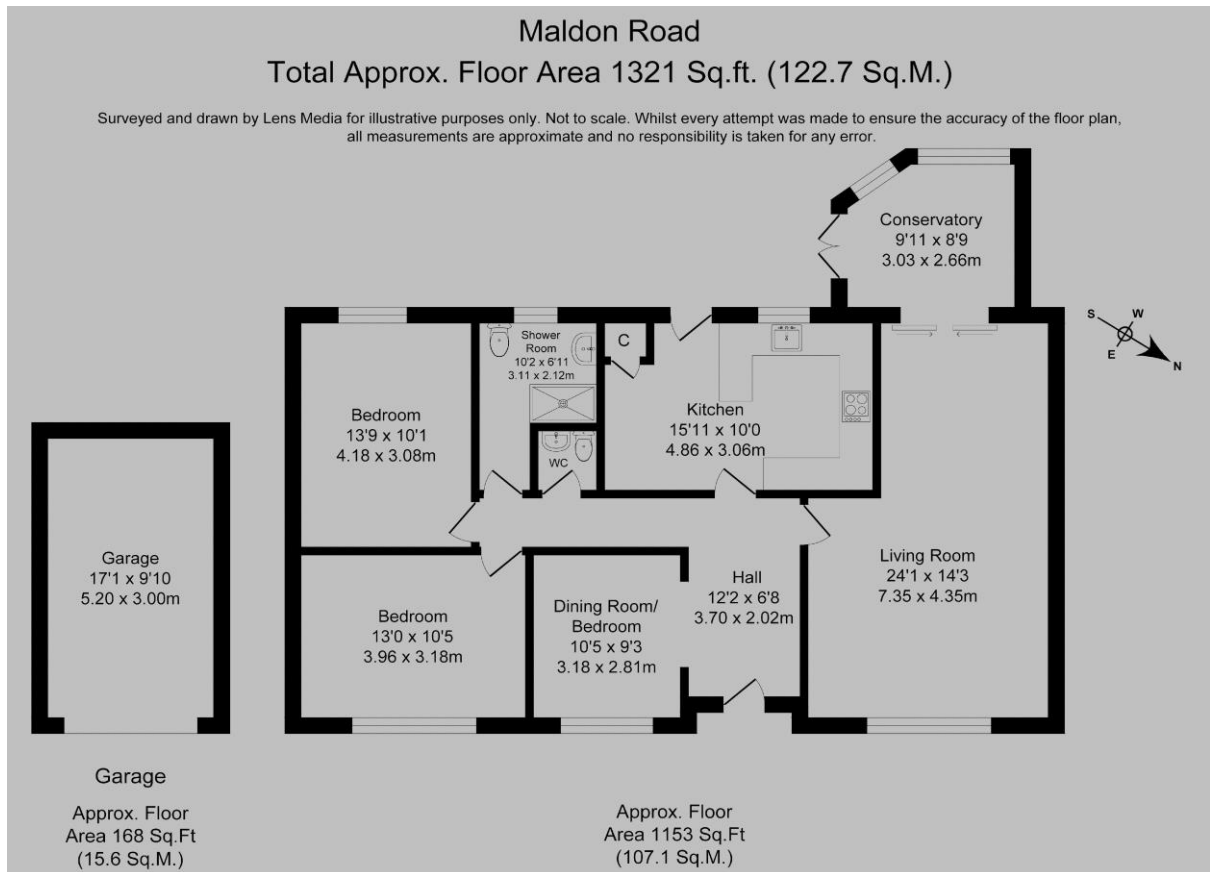 Maldon Road
Total Approx. Floor Area 1321 Sq.ft. (122.7 Sq.M.)
Surveyed and drawn by Lens Media for illustrative purposes only. Not to scale. Whilst every attempt was made to ensure the accuracy of the floor plan,
all measurements are approximate and no responsibility is taken for any error.
Conservatory
9'11 x 8'9
3.03 x 2.66m
S
W
E
N
Shower
Room
10'2 x 6'11
3.11 x 2.12m
C
Bedroom
13'9 x 10'1
4.18 x 3.08m
Kitchen
15'11 x 10'0
4.86 x 3.06m
WC
Garage
17'1 x 9'10
5.20 x 3.00m
Living Room
24'1 x 14'3
7.35 x 4.35m
Hall
12'2 x 6'8
3.70 x 2.02m
Bedroom
13'0 x 10'5
3.96 x 3.18m
Dining Room/
Bedroom
10'5 x 9'3
3.18 x 2.81m
Garage
Approx. Floor
Area 168 Sq.Ft
(15.6 Sq.M.)
Approx. Floor
Area 1153 Sq.Ft
(107.1 Sq.M.)